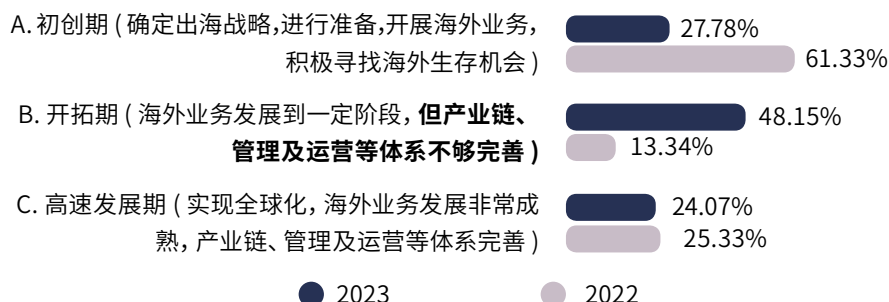 A. 初创期 ( 确定出海战略,进行准备,开展海外业务, 27.78%
积极寻找海外生存机会 ) 61.33%
B. 开拓期 ( 海外业务发展到一定阶段, 但产业链、 48.15%
管理及运营等体系不够完善 ) 13.34%
C. 高速发展期 ( 实现全球化, 海外业务发展非常成 24.07%
熟, 产业链、管理及运营等体系完善 ) 25.33%
2023 2022